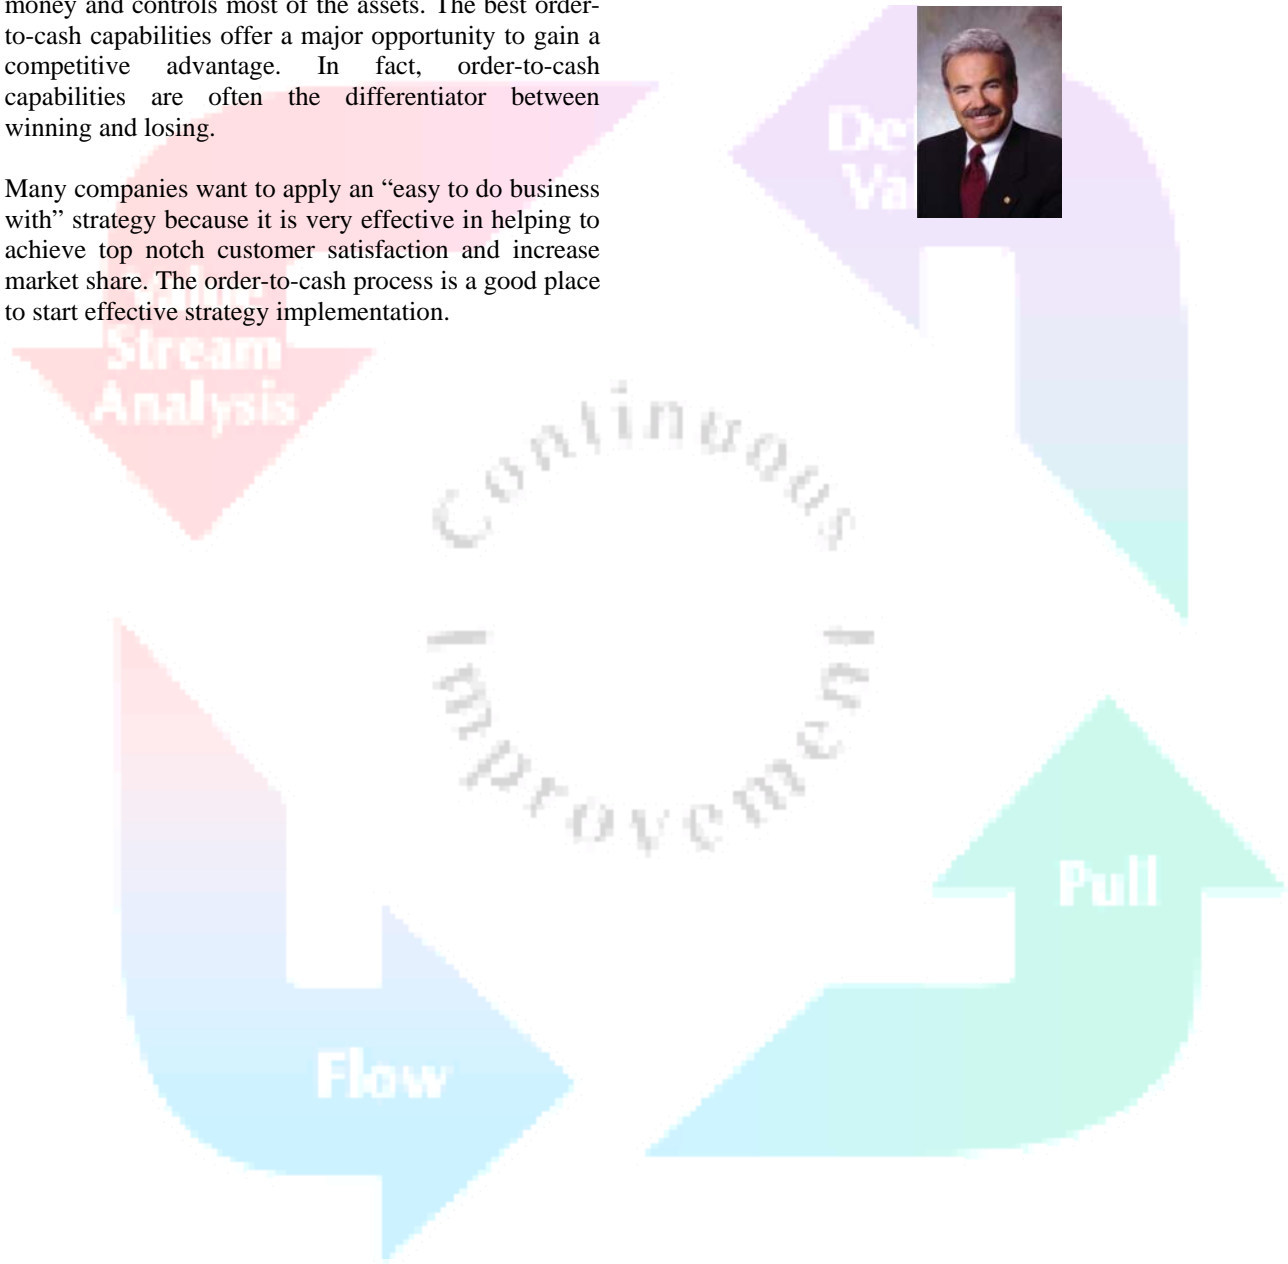 money and controls most of the assets. The best order-
to-cash capabilities offer a major opportunity to gain a
competitive advantage. In fact, order-to-cash
capabilities are often the differentiator between
winning and losing.
Many companies want to apply an “easy to do business
with” strategy because it is very effective in helping to
achieve top notch customer satisfaction and increase
market share. The order-to-cash process is a good place
to start effective strategy implementation.
Value
Stream
Analysis
Continuous
Improvement
Pull
Flow